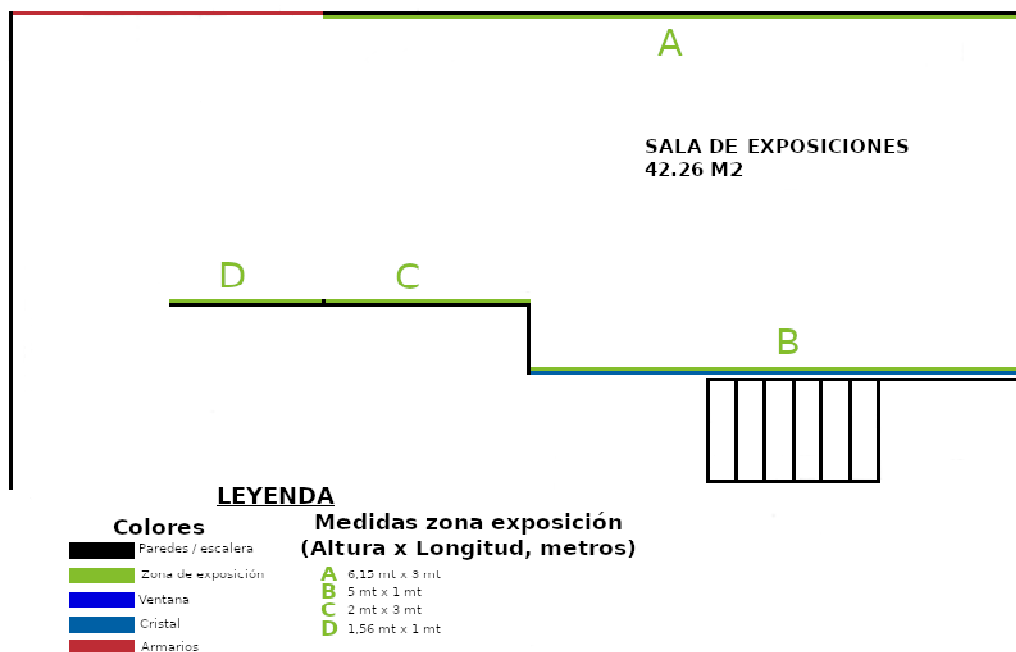 A
SALA DE EXPOSICIONES
42.26 M2
D
C
B
LEYENDA
Colores
Paredes / escalera
Zona de exposición
Ventana
Cristal
Armarios
Medidas zona exposición
(Altura x Longitud, metros)
A 6,15 mt x 3 mt
B 5 mt x 1 mt
C 2 mt x 3 mt
D 1,56 mt x 1 mt